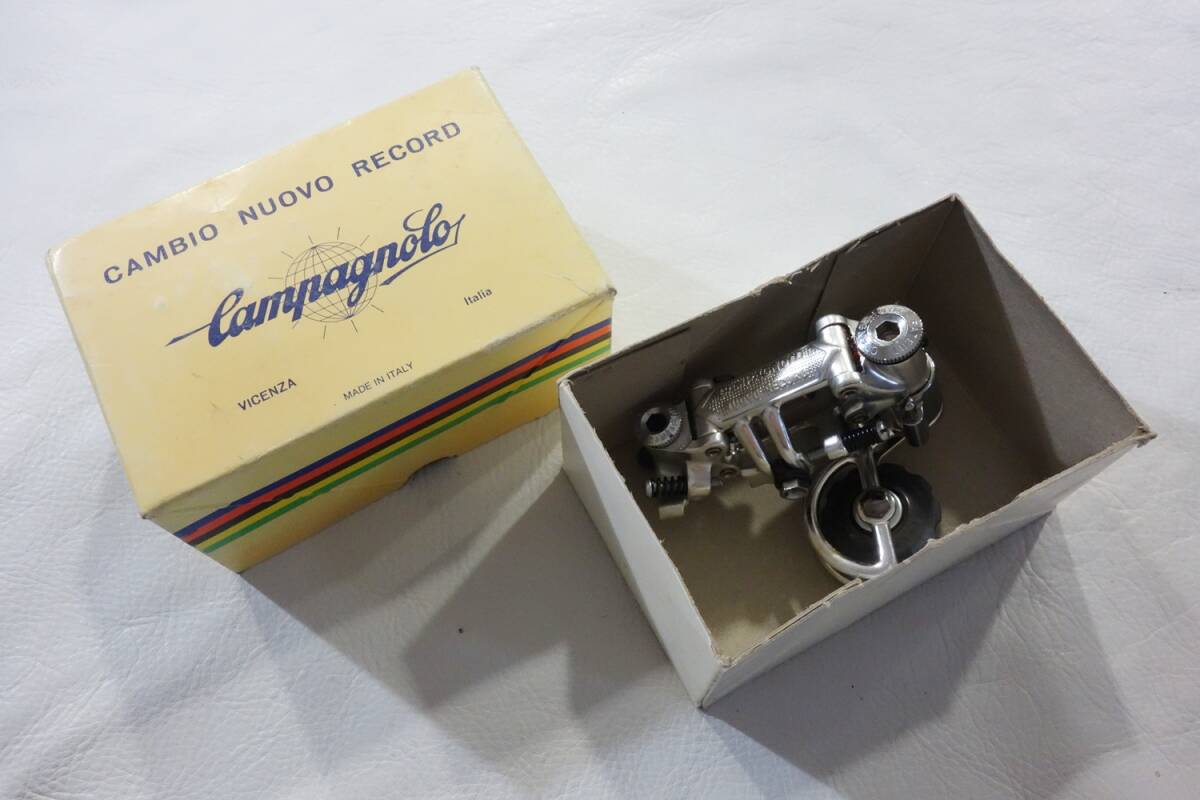 CAMBIO NUOVO RECORD
Campagnolo
Italia
VICENZA
MADE IN ITALY